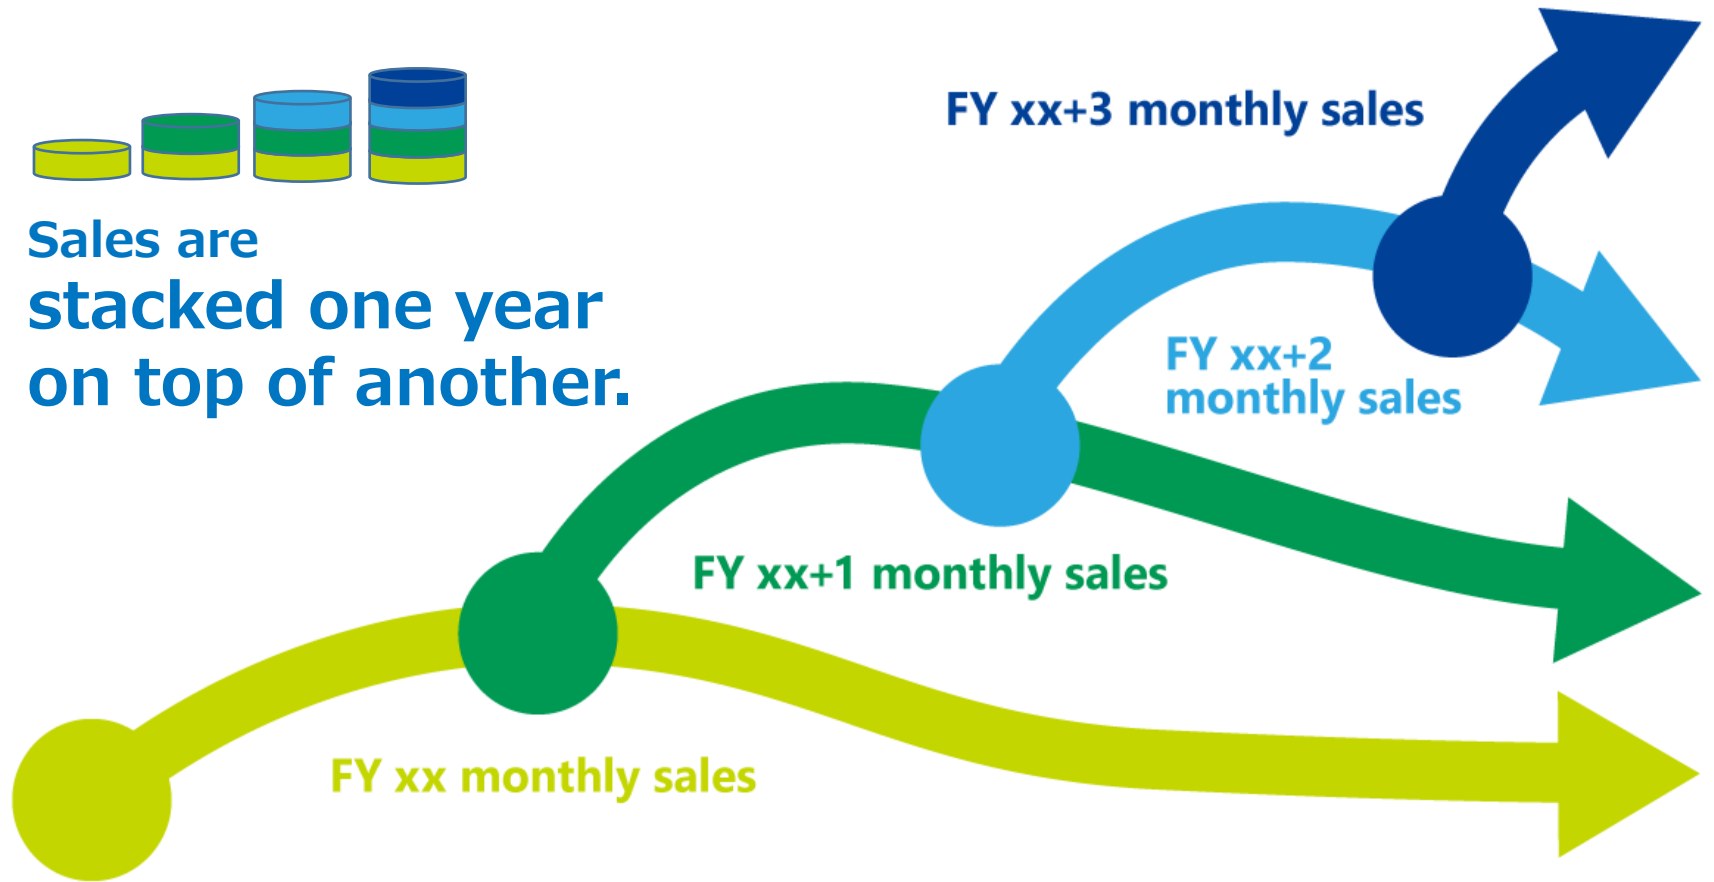 Sales are
stacked one year
on top of another.
FY xx+3 monthly sales
FY xx+2
monthly sales
FY xx+1 monthly sales
FY xx monthly sales